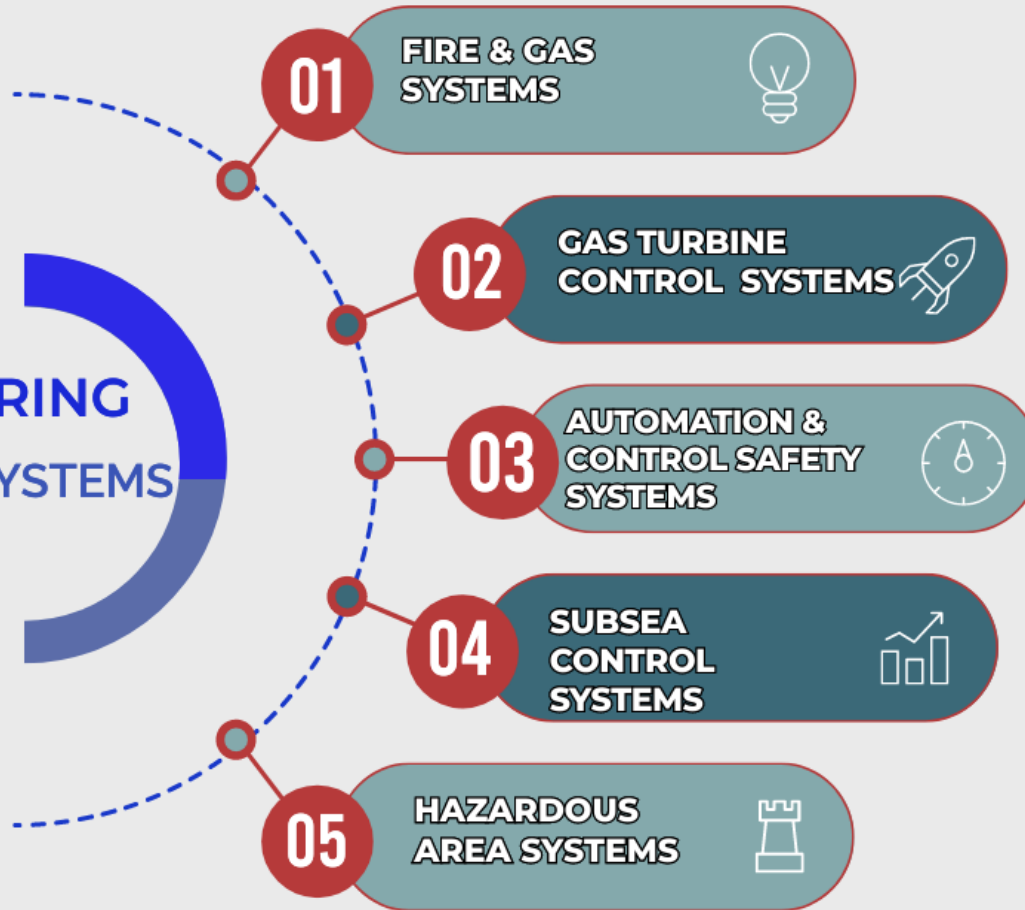 RING
YSTEMS
01
FIRE & GAS
SYSTEMS
02
GAS TURBINE
CONTROL SYSTEMS
03
AUTOMATION &
CONTROL SAFETY
SYSTEMS
04
SUBSEA
CONTROL
SYSTEMS
05
HAZARDOUS
AREA SYSTEMS